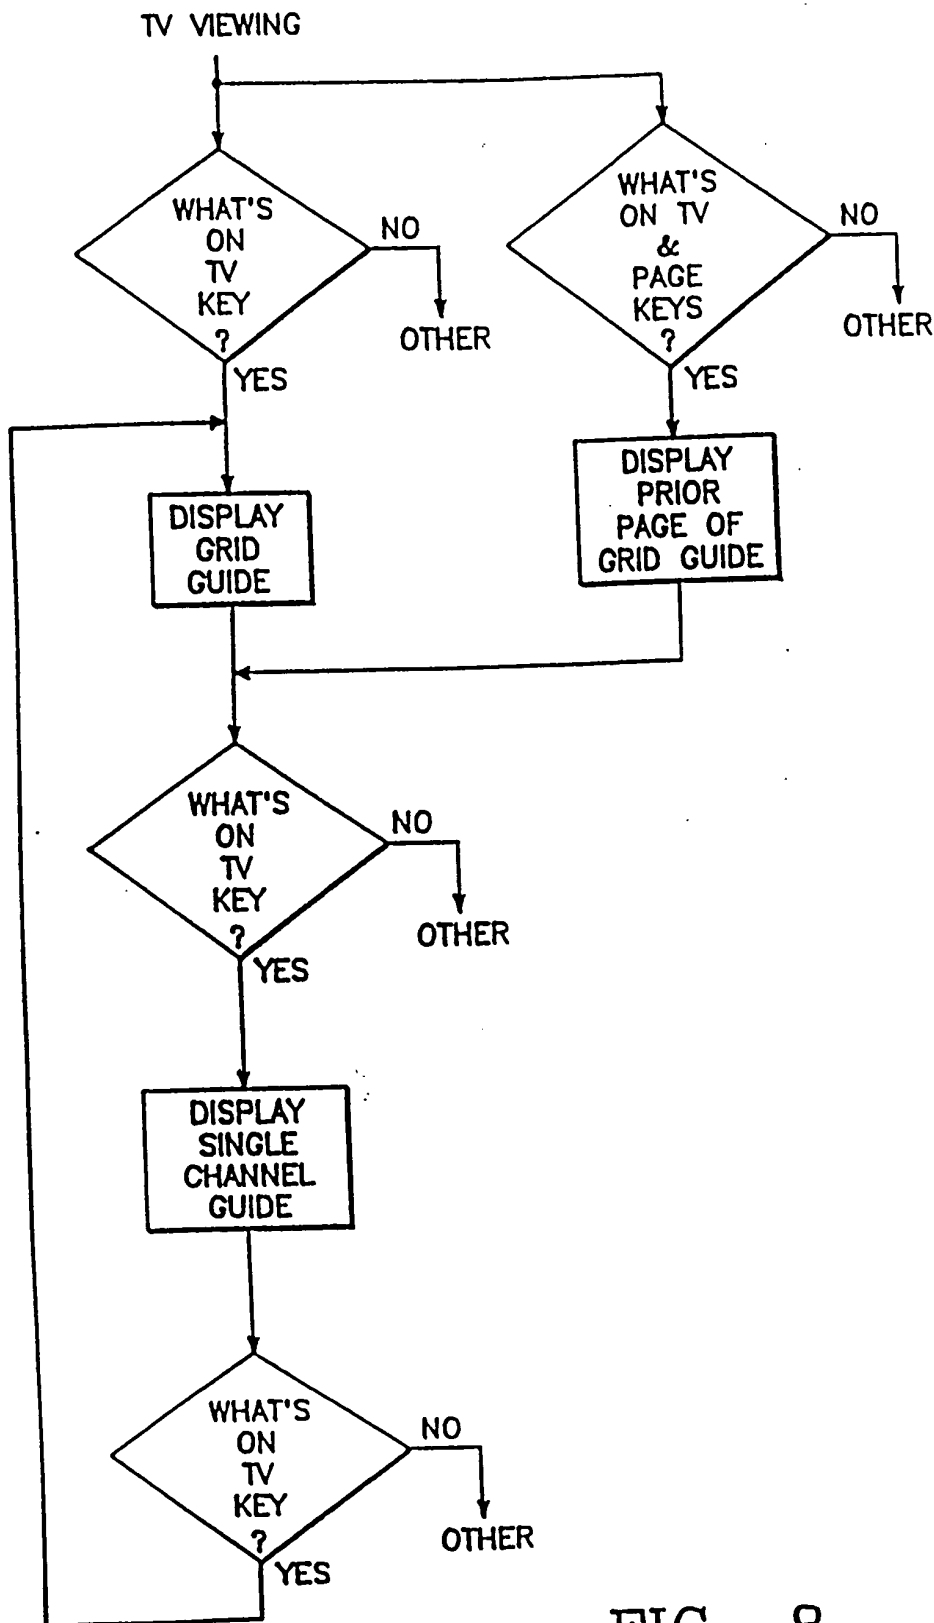 TV VIEWING
WHAT'S
ON
TV
KEY
?
NO
OTHER
YES
WHAT'S
ON TV
&
PAGE
KEYS
?
NO
OTHER
YES
DISPLAY
GRID
GUIDE
DISPLAY
PRIOR
PAGE OF
GRID GUIDE
WHAT'S
ON
TV
KEY
?
NO
OTHER
YES
DISPLAY
SINGLE
CHANNEL
GUIDE
WHAT'S
ON
TV
KEY
?
NO
OTHER
YES
FIG. 8